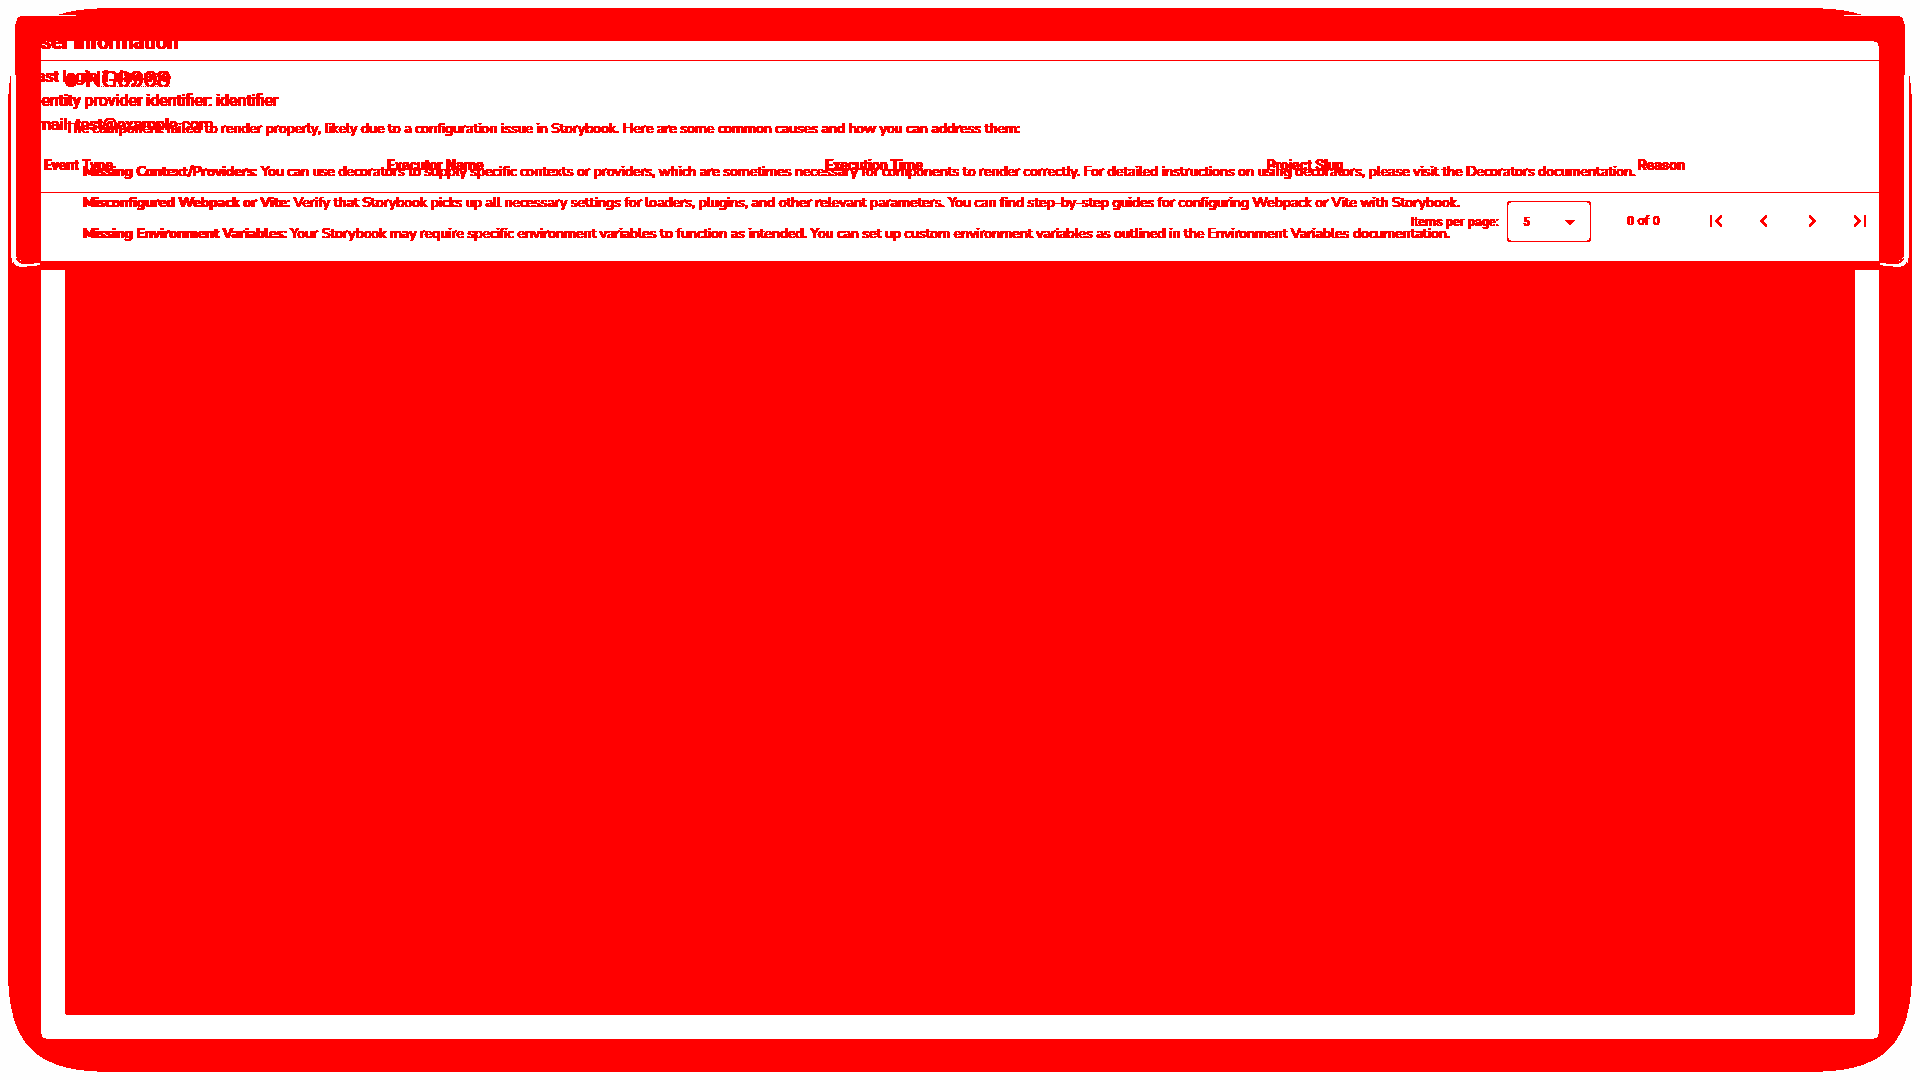 ser information
ast login
entity provider identifier: identifier
mail: test@example.com
The component failed to render properly, likely due to a configuration issue in Storybook. Here are some common causes and how you can address them:
Event Type Executor Name Execution Time Project Slug Reason
Missing Context/Providers: You can use decorators to supply specific contexts or providers, which are sometimes necessary for components to render correctly. For detailed instructions on using decorators, please visit the Decorators documentation.
Misconfigured Webpack or Vite: Verify that Storybook picks up all necessary settings for loaders, plugins, and other relevant parameters. You can find step-by-step guides for configuring Webpack or Vite with Storybook.
Items per page: 5 0 of 0
Missing Environment Variables: Your Storybook may require specific environment variables to function as intended. You can set up custom environment variables as outlined in the Environment Variables documentation.